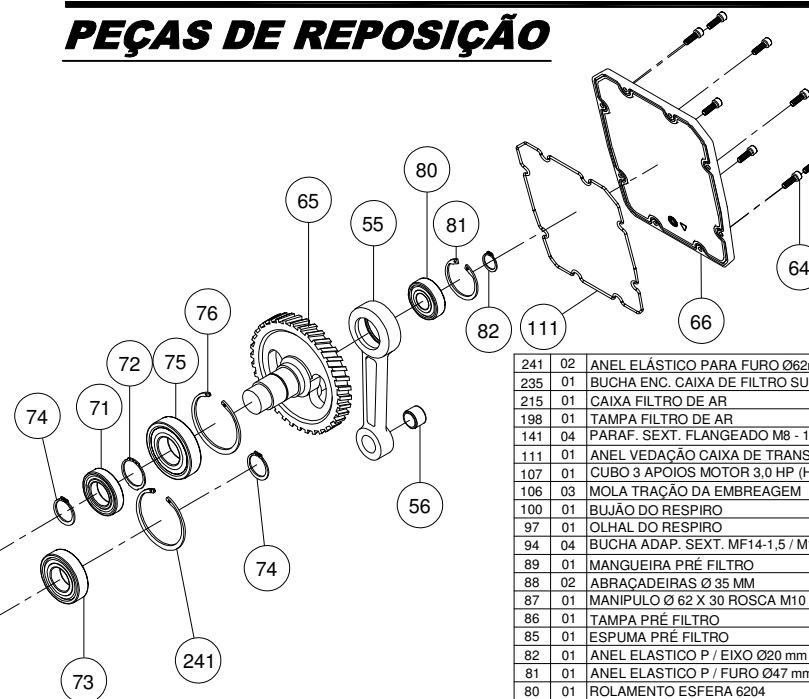 PEÇAS DE REPOSIÇÃO
80
65
55
81
64
76
82
111
66
72
75
74
71
56
74
241
73
241 02 ANEL ELÁSTICO PARA FURO Ø62
235 01 BUCHA ENC. CAIXA DE FILTRO SU
215 01 CAIXA FILTRO DE AR
198 01 TAMPA FILTRO DE AR
141 04 PARAF. SEXT. FLANGEADO M8 - 1
111 01 ANEL VEDAÇÃO CAIXA DE TRANS
107 01 CUBO 3 APOIOS MOTOR 3,0 HP (H
106 03 MOLA TRAÇÃO DA EMBREAGEM
100 01 BUJÃO DO RESPIRO
97 01 OLHAL DO RESPIRO
94 04 BUCHA ADAP. SEXT. MF14-1,5 / M
89 01 MANGUEIRA PRÉ FILTRO
88 02 ABRAÇADEIRAS Ø 35 MM
87 01 MANIPULO Ø 62 X 30 ROSCA M10
86 01 TAMPA PRÉ FILTRO
85 01 ESPUMA PRÉ FILTRO
82 01 ANEL ELASTICO P / EIXO Ø20 mm
81 01 ANEL ELASTICO P / FURO Ø47 mm
80 01 ROLAMENTO ESFERA 6204